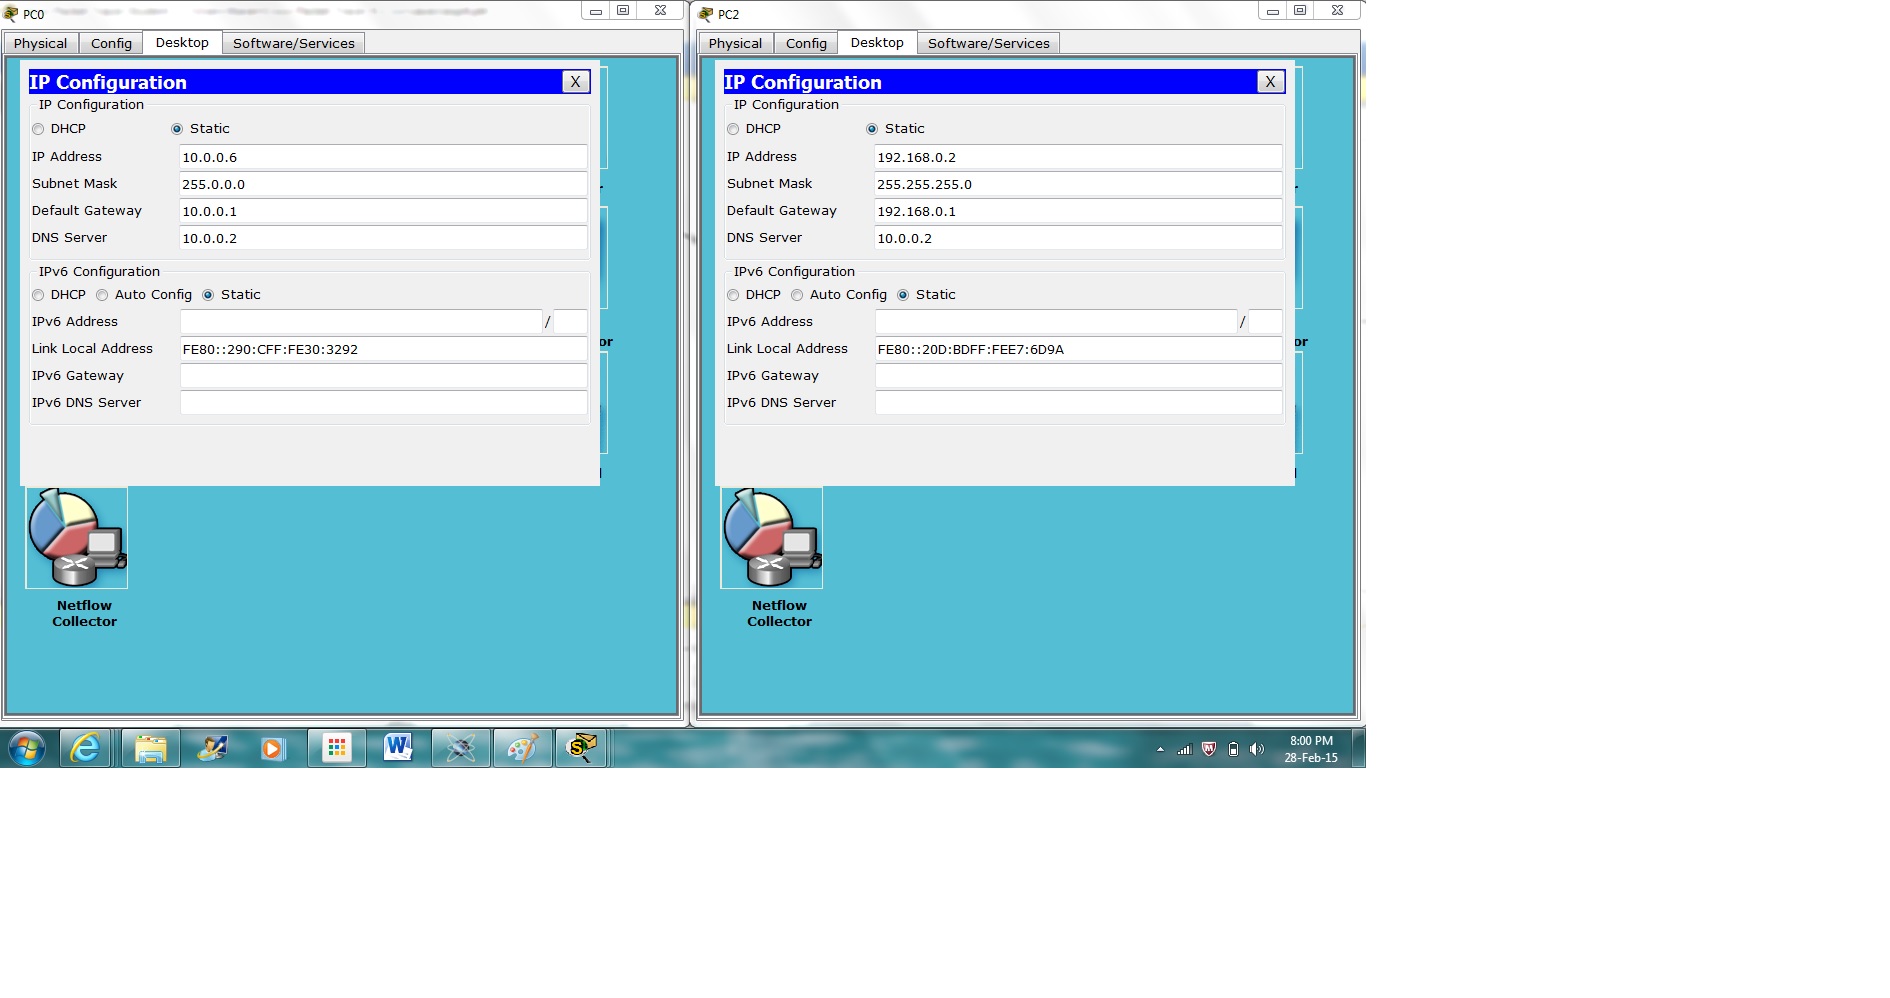 PC0
Physical Config Desktop Software/Services
IP Configuration X
IP Configuration
DHCP Static
IP Address 10.0.0.6
Subnet Mask 255.0.0.0
Default Gateway 10.0.0.1
DNS Server 10.0.0.2
IPv6 Configuration
DHCP Auto Config Static
IPv6 Address /
Link Local Address FE80::290:CFF:FE30:3292
IPv6 Gateway
IPv6 DNS Server
or
Netflow
Collector
PC2
Physical Config Desktop Software/Services
IP Configuration X
IP Configuration
DHCP Static
IP Address 192.168.0.2
Subnet Mask 255.255.255.0
Default Gateway 192.168.0.1
DNS Server 10.0.0.2
IPv6 Configuration
DHCP Auto Config Static
IPv6 Address /
Link Local Address FE80::20D:BDFF:FEE7:6D9A
IPv6 Gateway
IPv6 DNS Server
or
Netflow
Collector
8:00 PM
28-Feb-15